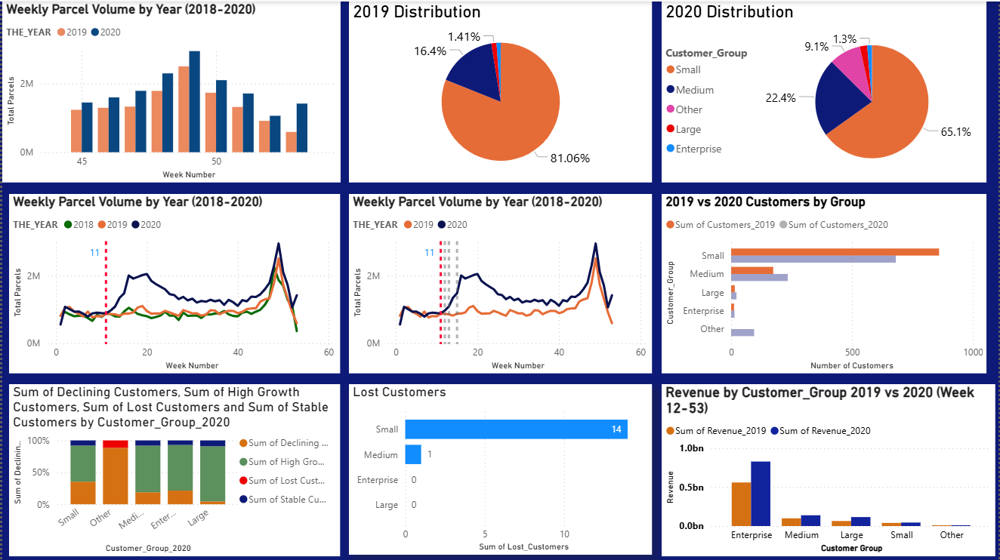 Weekly Parcel Volume by Year (2018-2020)
THE_YEAR 2019 2020
Total Parcels
2M
0M
45 50
Week Number
2019 Distribution
1.41%
16.4%
81.06%
2020 Distribution
Customer_Group
Small
Medium
Other
Large
Enterprise
1.3%
9.1%
22.4%
65.1%
Weekly Parcel Volume by Year (2018-2020)
THE_YEAR 2018 2019 2020
11
Total Parcels
2M
0M
0 20 40 60
Week Number
Weekly Parcel Volume by Year (2018-2020)
THE_YEAR 2019 2020
11
Total Parcels
2M
0M
0 20 40 60
Week Number
2019 vs 2020 Customers by Group
Sum of Customers_2019 Sum of Customers_2020
Customer_Group
Small
Medium
Large
Enterprise
Other
0 500 1000
Number of Customers
Sum of Declining Customers, Sum of High Growth
Customers, Sum of Lost Customers and Sum of Stable
Customers by Customer_Group_2020
Sum of Declinin...
100%
50%
0%
Small Other Medi... Enter... Large
Customer_Group_2020
Sum of Declining ...
Sum of High Gro...
Sum of Lost Cust...
Sum of Stable Cu...
Lost Customers
Small 14
Medium 1
Enterprise 0
Large 0
0 5 10
Sum of Lost_Customers
Revenue by Customer_Group 2019 vs 2020 (Week
12-53)
Sum of Revenue_2019 Sum of Revenue_2020
Revenue
1.0bn
0.5bn
0.0bn
Enterprise Medium Large Small Other
Customer Group